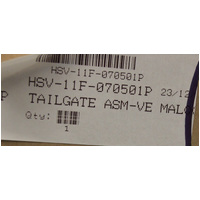 HSV-11F-070501P
HSV-11F-070501P 23/12
P TAILGATE ASM-VE MALO
Qty:
1